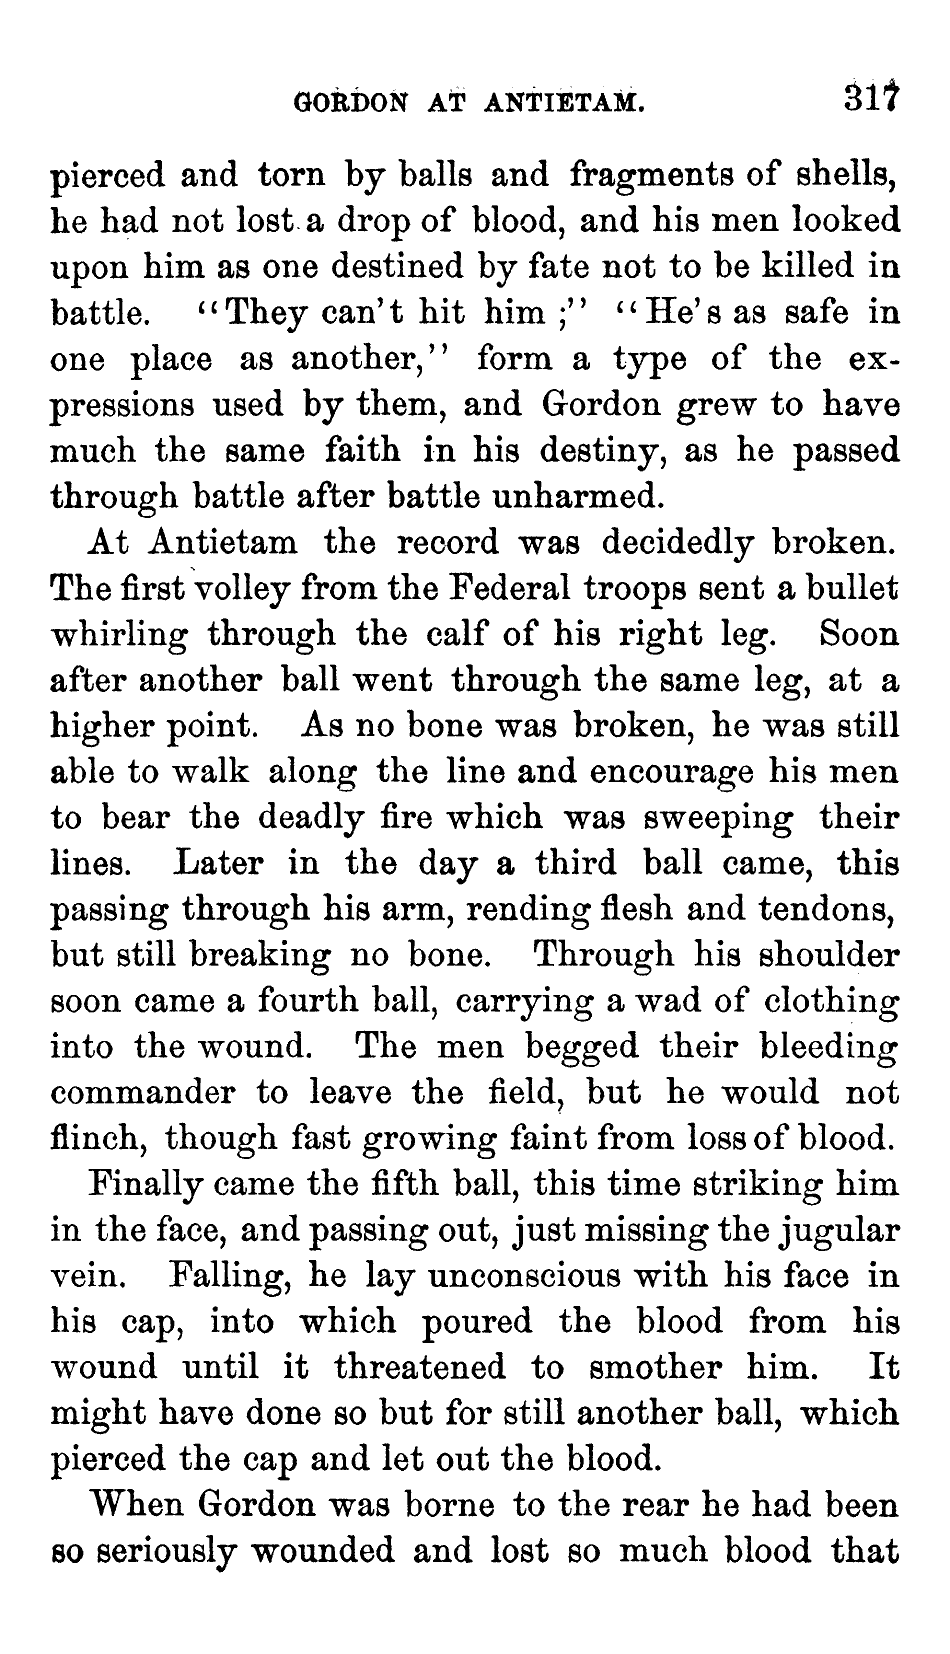 GORDON AT ANTIETAM. 317
pierced and torn by balls and fragments of shells,
he had not lost a drop of blood, and his men looked
upon him as one destined by fate not to be killed in
battle. "They can't hit him ;" "He's as safe in
one place as another," form a type of the ex-
pressions used by them, and Gordon grew to have
much the same faith in his destiny, as he passed
through battle after battle unharmed.
At Antietam the record was decidedly broken.
The first volley from the Federal troops sent a bullet
whirling through the calf of his right leg. Soon
after another ball went through the same leg, at a
higher point. As no bone was broken, he was still
able to walk along the line and encourage his men
to bear the deadly fire which was sweeping their
lines. Later in the day a third ball came, this
passing through his arm, rending flesh and tendons,
but still breaking no bone. Through his shoulder
soon came a fourth ball, carrying a wad of clothing
into the wound. The men begged their bleeding
commander to leave the field, but he would not
flinch, though fast growing faint from loss of blood.
Finally came the fifth ball, this time striking him
in the face, and passing out, just missing the jugular
vein. Falling, he lay unconscious with his face in
his cap, into which poured the blood from his
wound until it threatened to smother him. It
might have done so but for still another ball, which
pierced the cap and let out the blood.
When Gordon was borne to the rear he had been
so seriously wounded and lost so much blood that